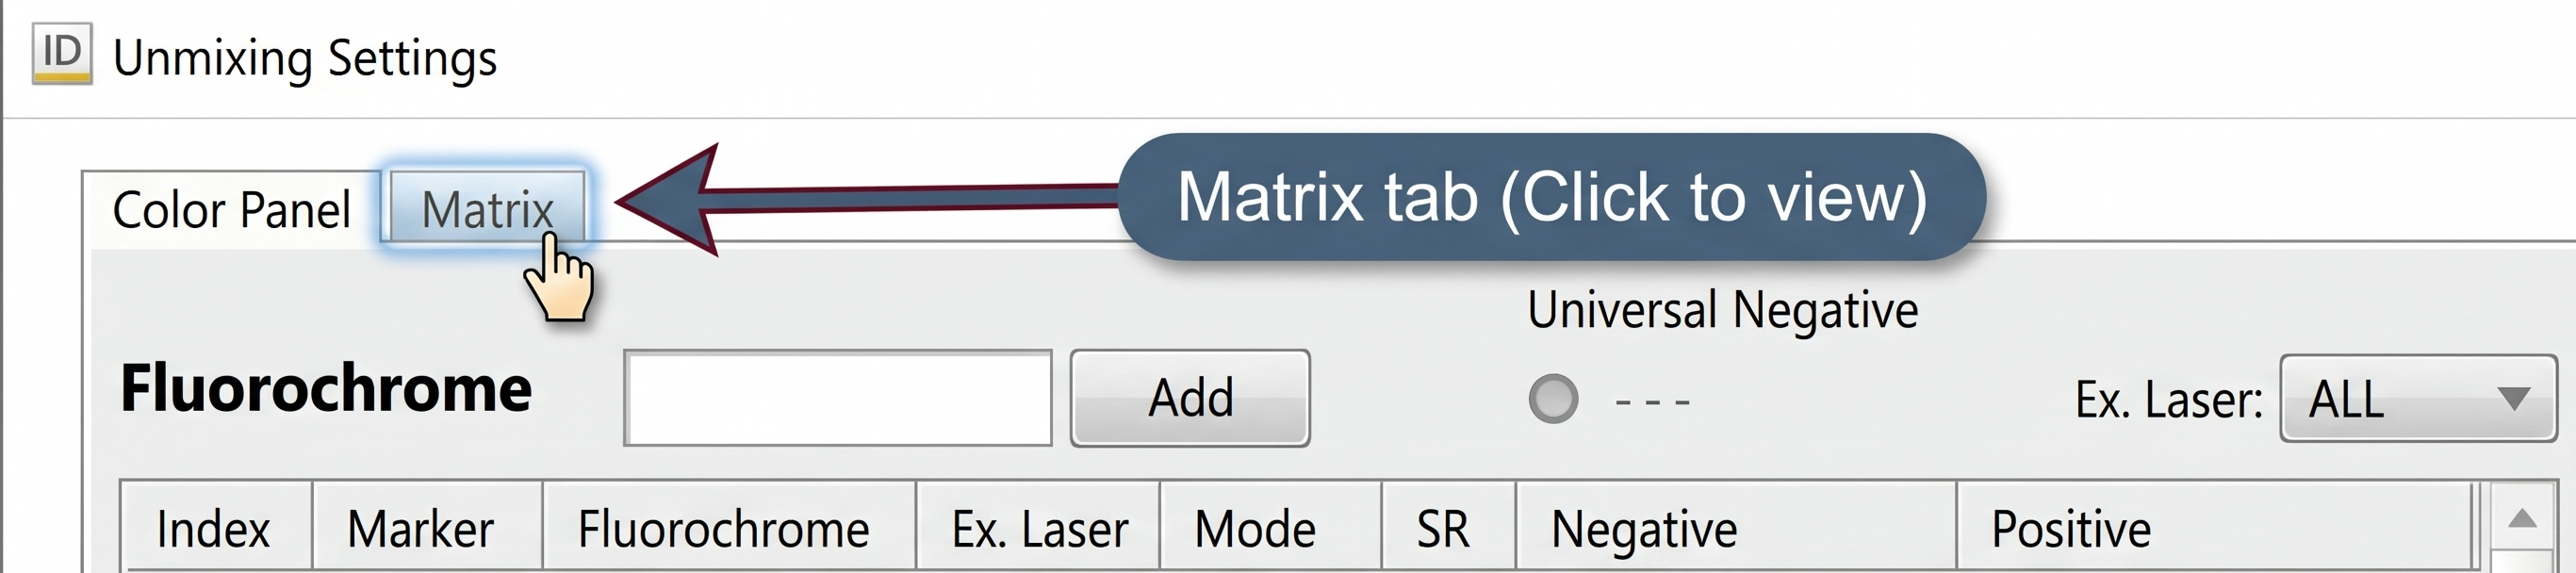 ID Unmixing Settings
Color Panel Matrix Matrix tab (Click to view)
Universal Negative
Fluorochrome Add --- Ex. Laser: ALL
Index Marker Fluorochrome Ex. Laser Mode SR Negative Positive